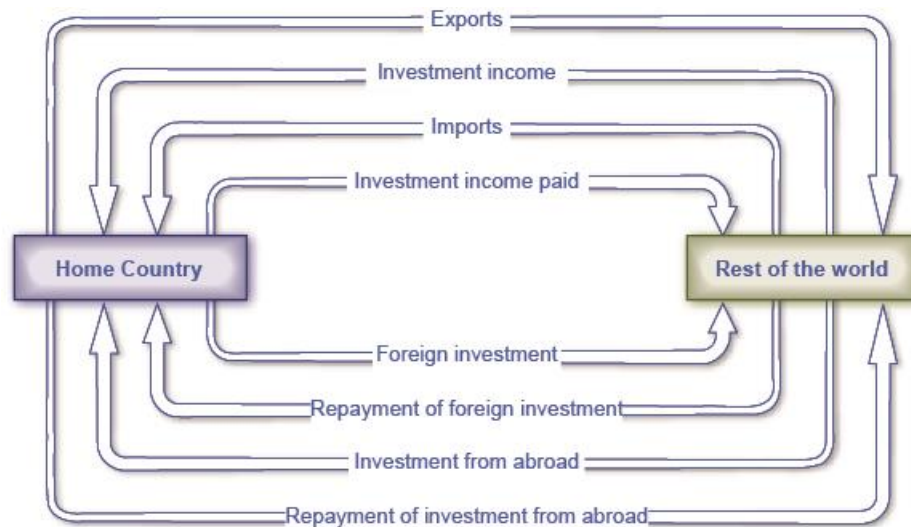 Exports
Investment income
Imports
Investment income paid
Home Country
Rest of the world
Foreign investment
Repayment of foreign investment
Investment from abroad
Repayment of investment from abroad